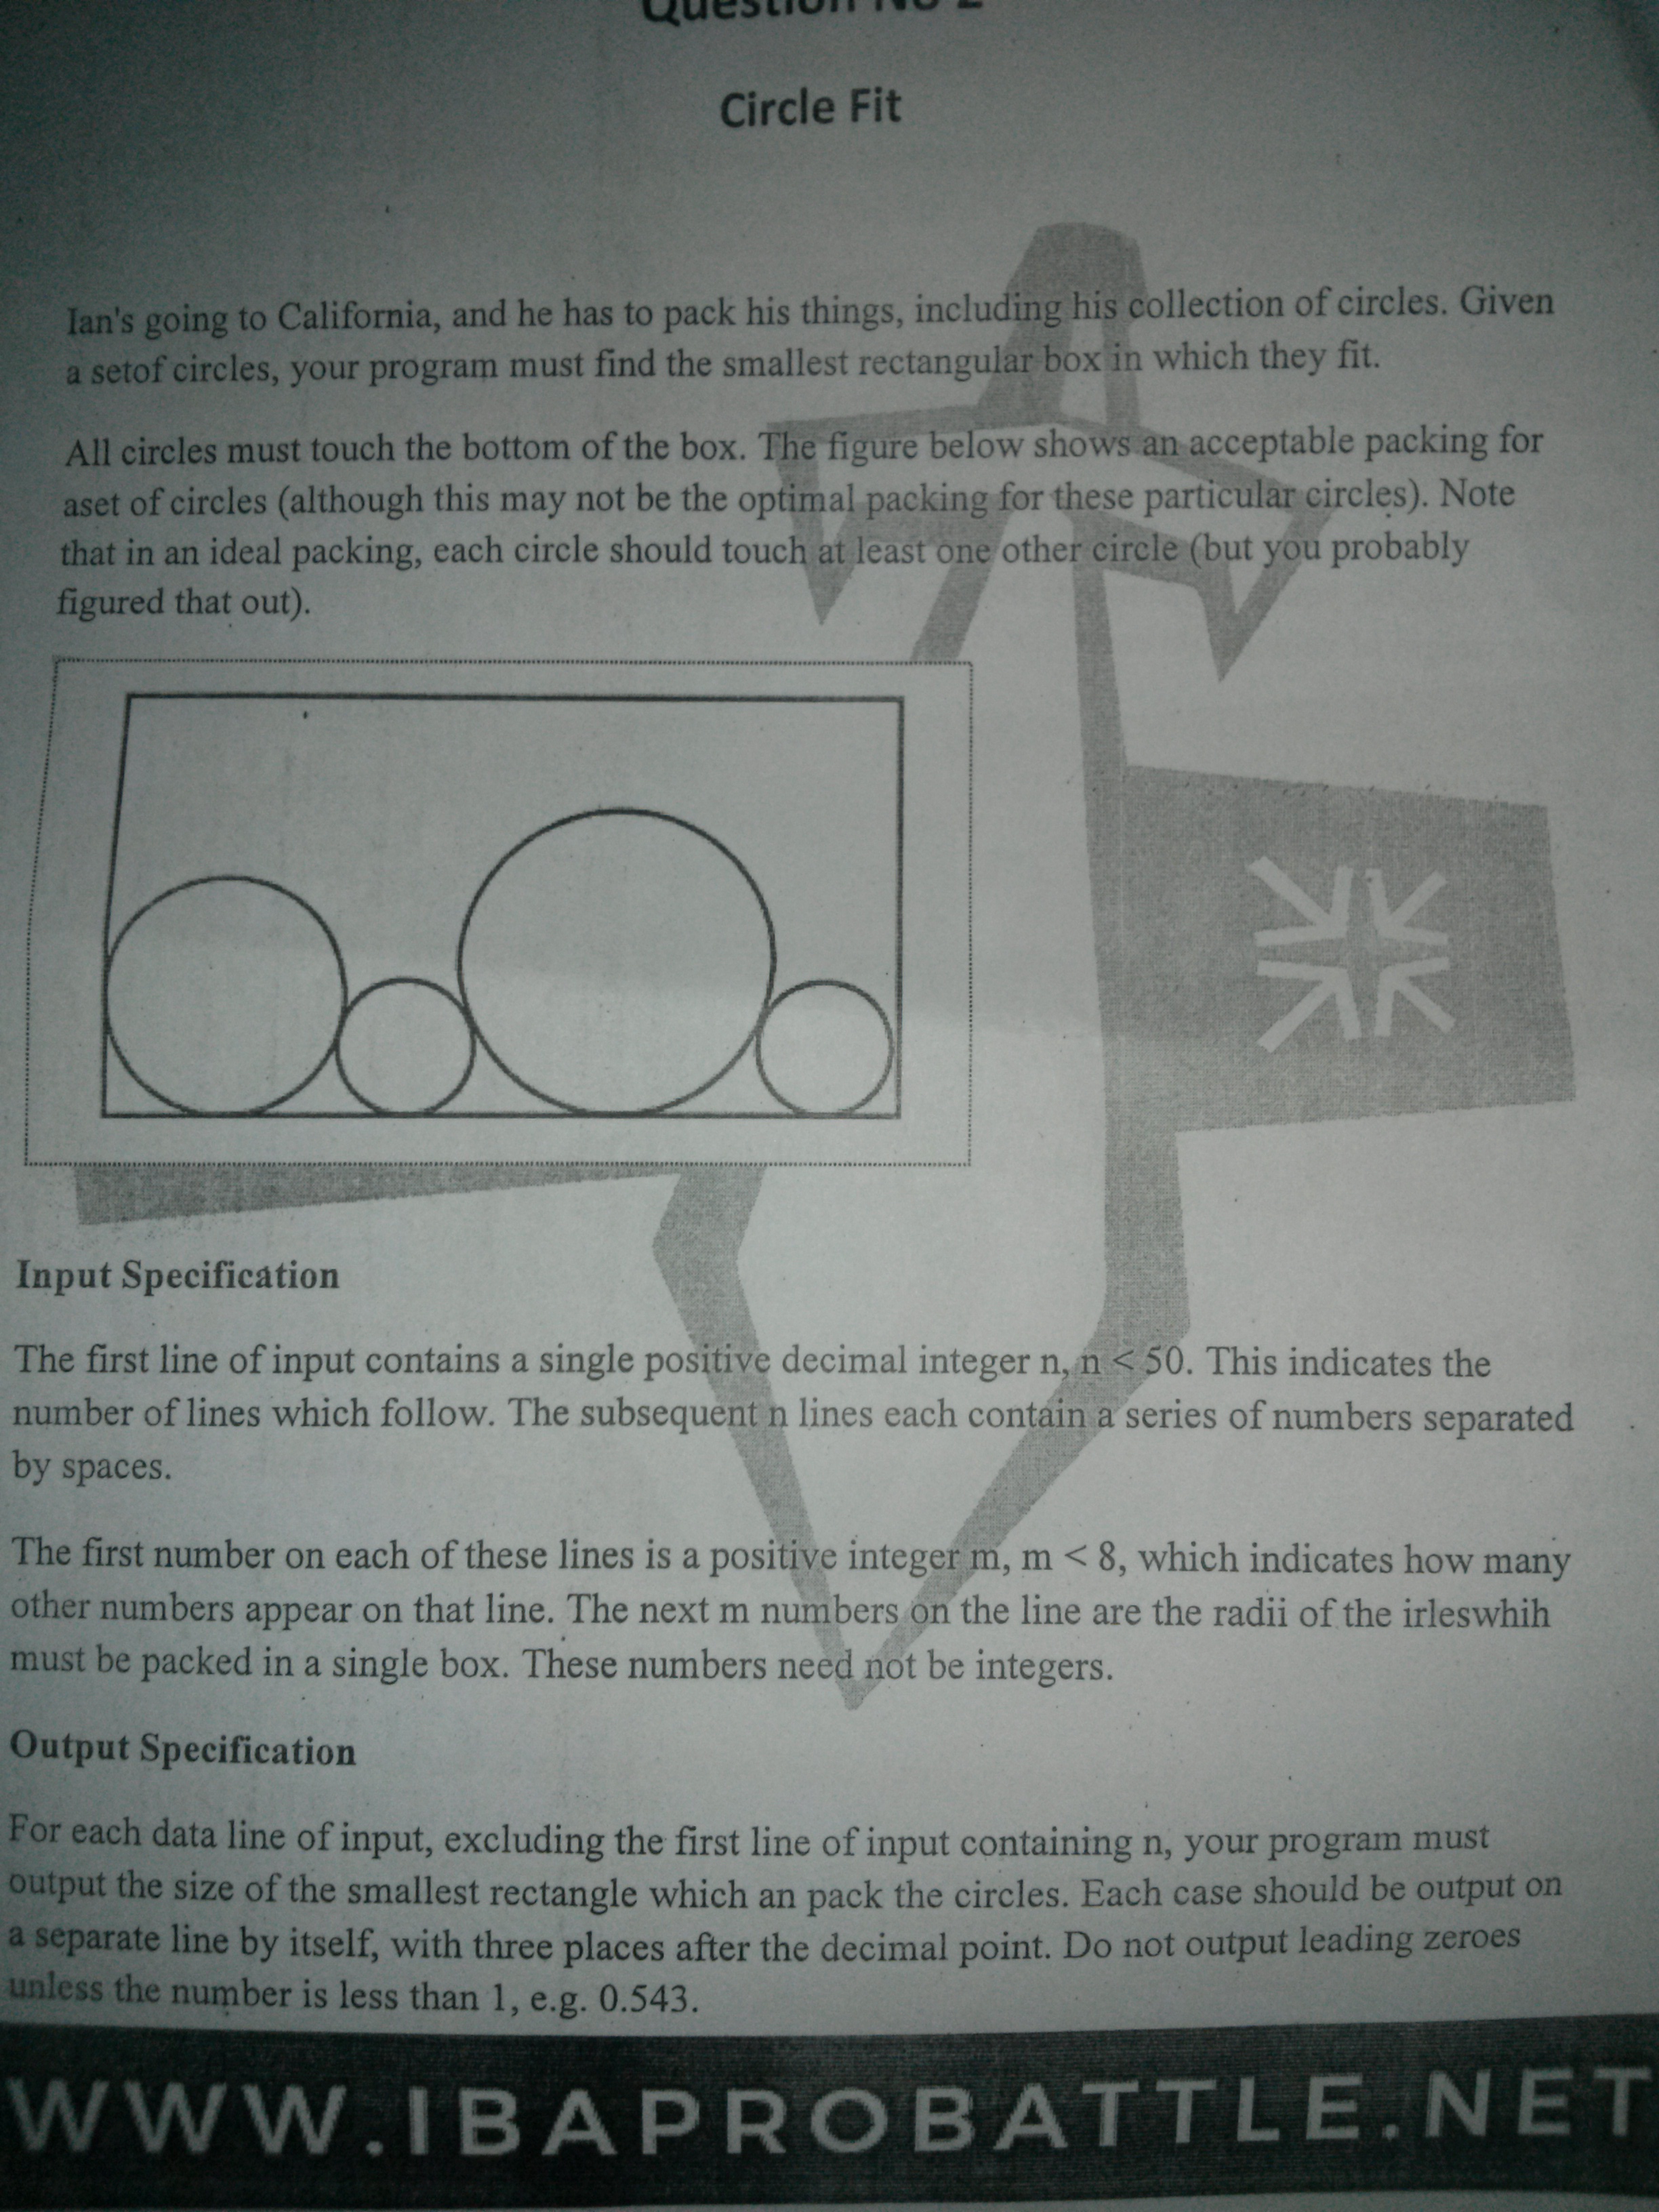 Question No 2
Circle Fit
Ian's going to California, and he has to pack his things, including his collection of circles. Given
a setof circles, your program must find the smallest rectangular box in which they fit.
All circles must touch the bottom of the box. The figure below shows an acceptable packing for
aset of circles (although this may not be the optimal packing for these particular circles). Note
that in an ideal packing, each circle should touch at least one other circle (but you probably
figured that out).
Input Specification
The first line of input contains a single positive decimal integer n, n < 50. This indicates the
number of lines which follow. The subsequent n lines each contain a series of numbers separated
by spaces.
The first number on each of these lines is a positive integer m, m < 8, which indicates how many
other numbers appear on that line. The next m numbers on the line are the radii of the irleswhih
must be packed in a single box. These numbers need not be integers.
Output Specification
For each data line of input, excluding the first line of input containing n, your program must
output the size of the smallest rectangle which an pack the circles. Each case should be output on
a separate line by itself, with three places after the decimal point. Do not output leading zeroes
unless the number is less than 1, e.g. 0.543.
WWW.IBAPROBATTLE.NET